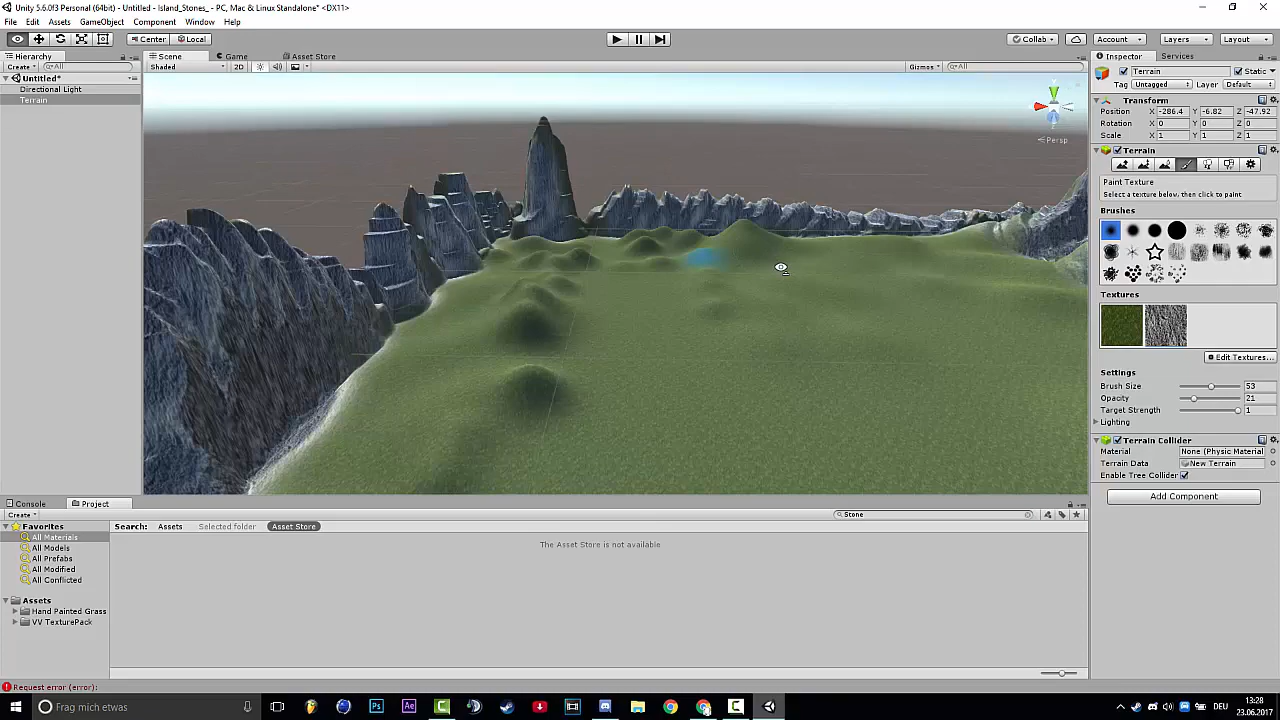 Unity 5.6.0f3 Personal (64bit) - Untitled - Island_Stones_ - PC, Mac & Linux Standalone* <DX11>
File Edit Assets GameObject Component Window Help
Center Local
Collab Account Layers Layout
Hierarchy
Create All
Untitled*
Directional Light
Terrain
Scene Game Asset Store
Shaded 2D Gizmos All
Persp
Inspector Services
Terrain Static
Tag Untagged Layer Default
Transform
Position X -286.4 Y -6.82 Z -47.92
Rotation X 0 Y 0 Z 0
Scale X 1 Y 1 Z 1
Terrain
Paint Texture
Select a texture below, then click to paint
Brushes
Textures
Edit Textures...
Settings
Brush Size 53
Opacity 21
Target Strength 1
Lighting
Terrain Collider
Material None (Physic Material
Terrain Data New Terrain
Enable Tree Collider
Add Component
Console Project
Create Stone
Favorites
All Materials
All Models
All Prefabs
All Modified
All Conflicted
Assets
Hand Painted Grass
VV TexturePack
Search: Assets Selected folder Asset Store
The Asset Store is not available
Request error (error):
Frag mich etwas
DEU
13:28
23.06.2017